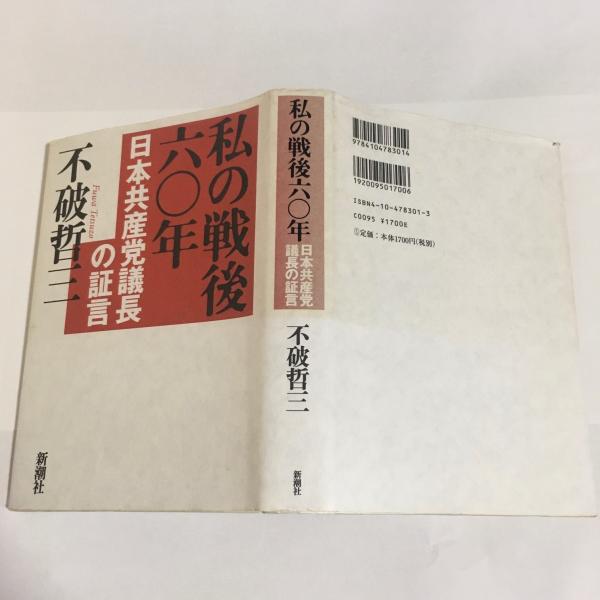 私の戦後
六〇年
日本共産党議長
の証言
不破哲三
Fuwa Tetsuzo
新潮社
私の戦後六〇年
日本共産党
議長の証言
不破哲三
新潮社
9784104783014
1920095017006
ISBN4-10-478301-3
C0095 ¥1700E
①定価：本体1700円(税別)